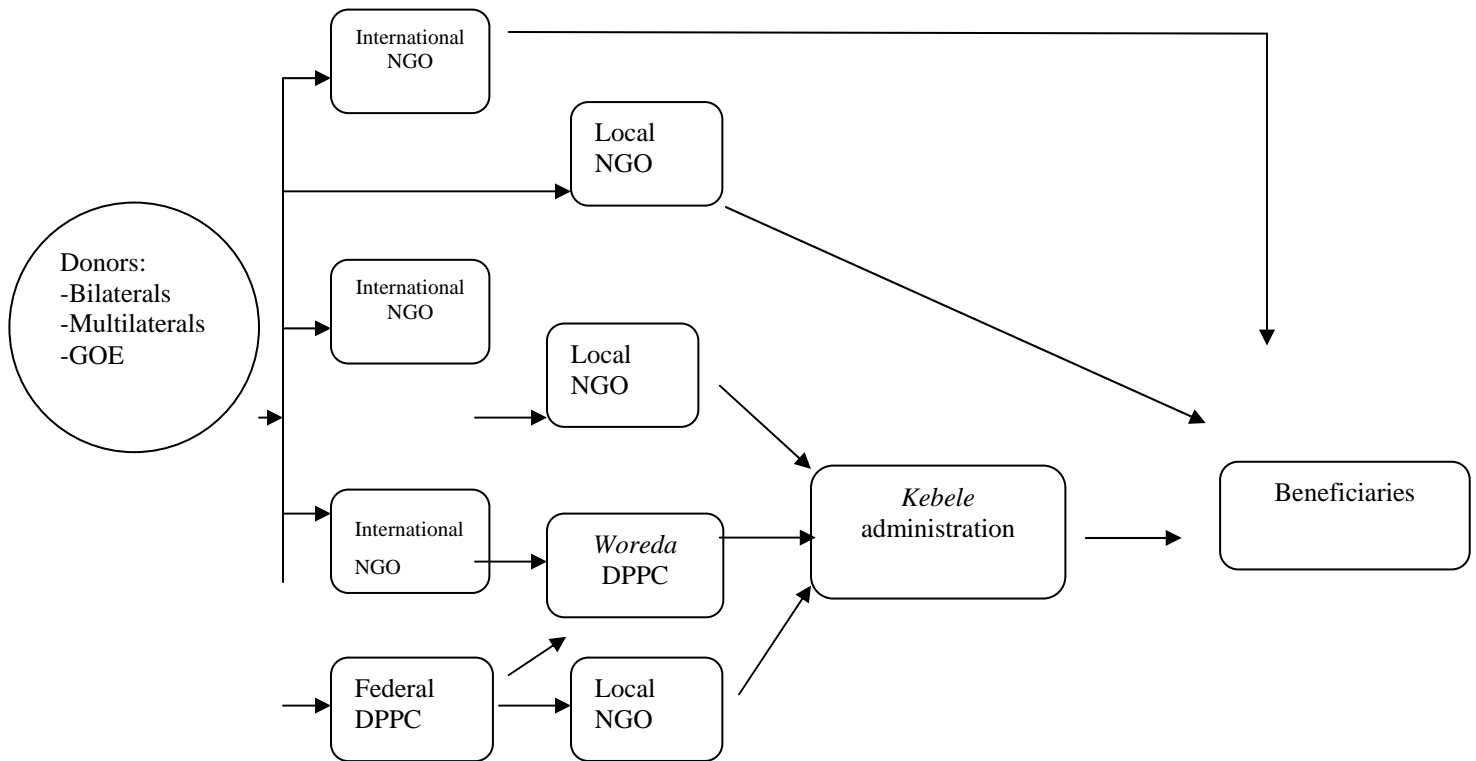 International
NGO
Local
NGO
Donors:
-Bilaterals
-Multilaterals
-GOE
International
NGO
Local
NGO
International
NGO
Woreda
DPPC
Kebele
administration
Beneficiaries
Federal
DPPC
Local
NGO